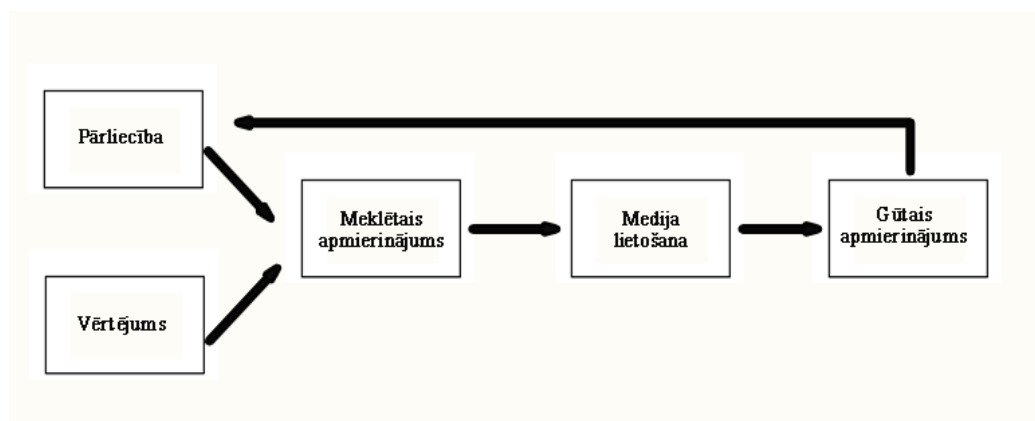 Pārliecība
Vērtējums
Meklētais
apmierinājums
Medija
lietošana
Gūtais
apmierinājums